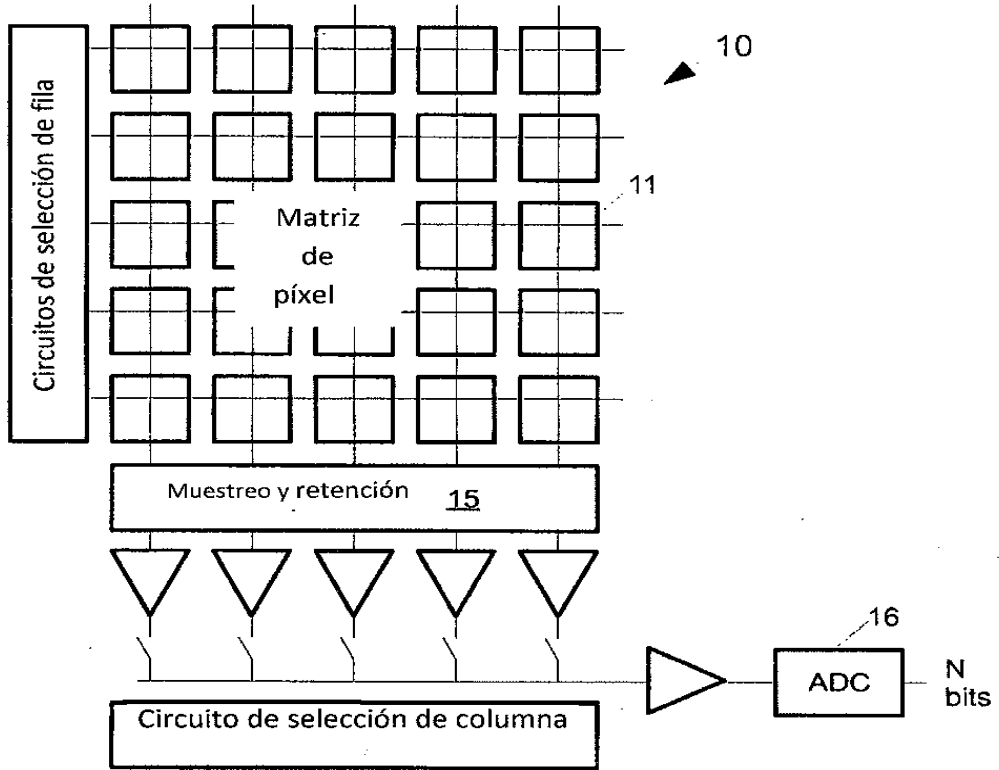 10
Circuitos de selección de fila
11
Matriz
de
píxel
Muestreo y retención 15
16
ADC
N
bits
Circuito de selección de columna